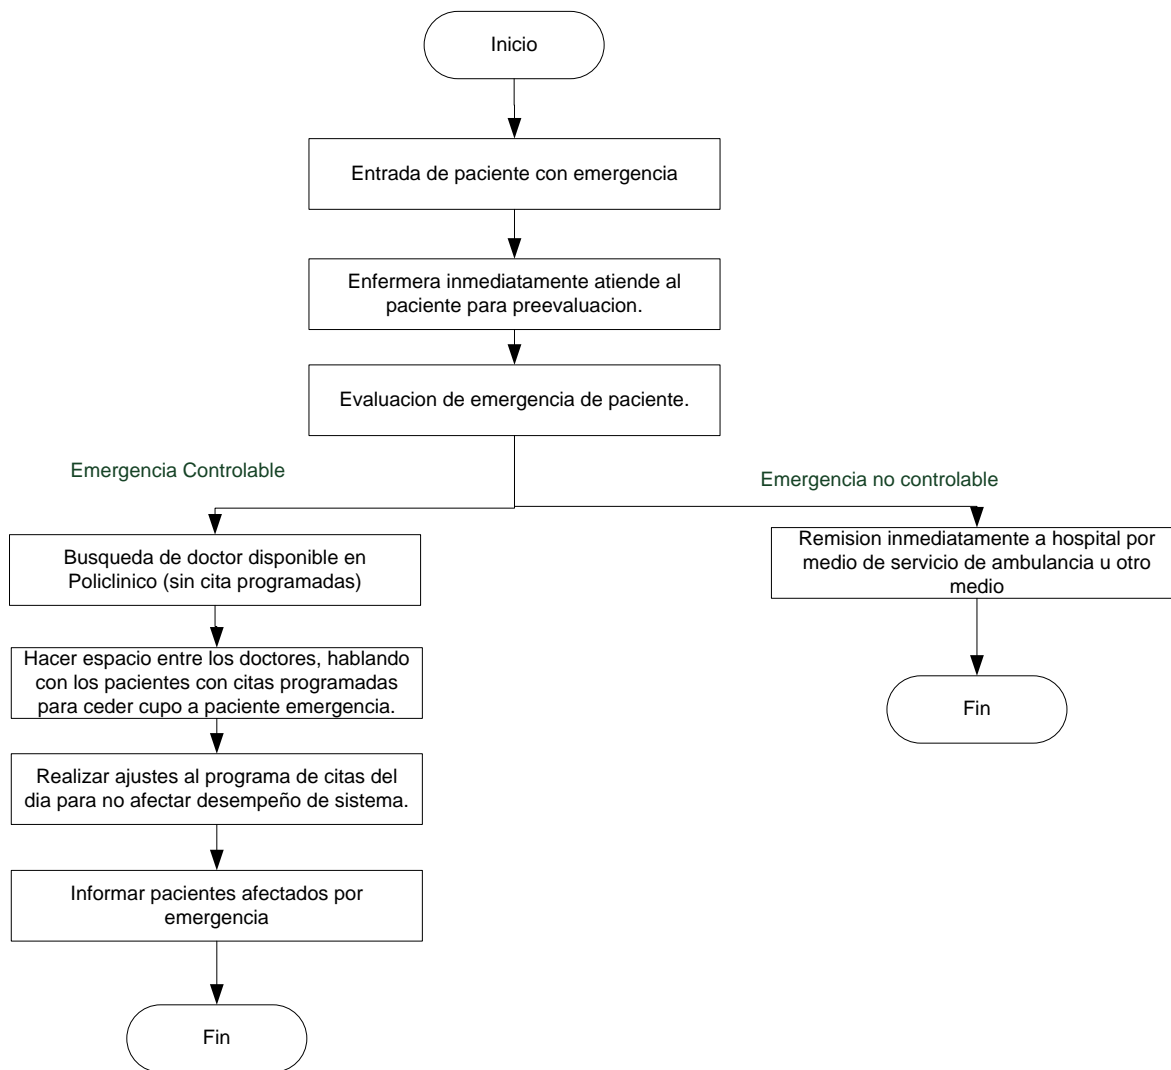 Inicio
Entrada de paciente con emergencia
Enfermera inmediatamente atiende al
paciente para preevaluacion.
Evaluacion de emergencia de paciente.
Emergencia Controlable
Emergencia no controlable
Busqueda de doctor disponible en
Policlinico (sin cita programadas)
Remision inmediatamente a hospital por
medio de servicio de ambulancia u otro
medio
Hacer espacio entre los doctores, hablando
con los pacientes con citas programadas
para ceder cupo a paciente emergencia.
Fin
Realizar ajustes al programa de citas del
dia para no afectar desempeño de sistema.
Informar pacientes afectados por
emergencia
Fin